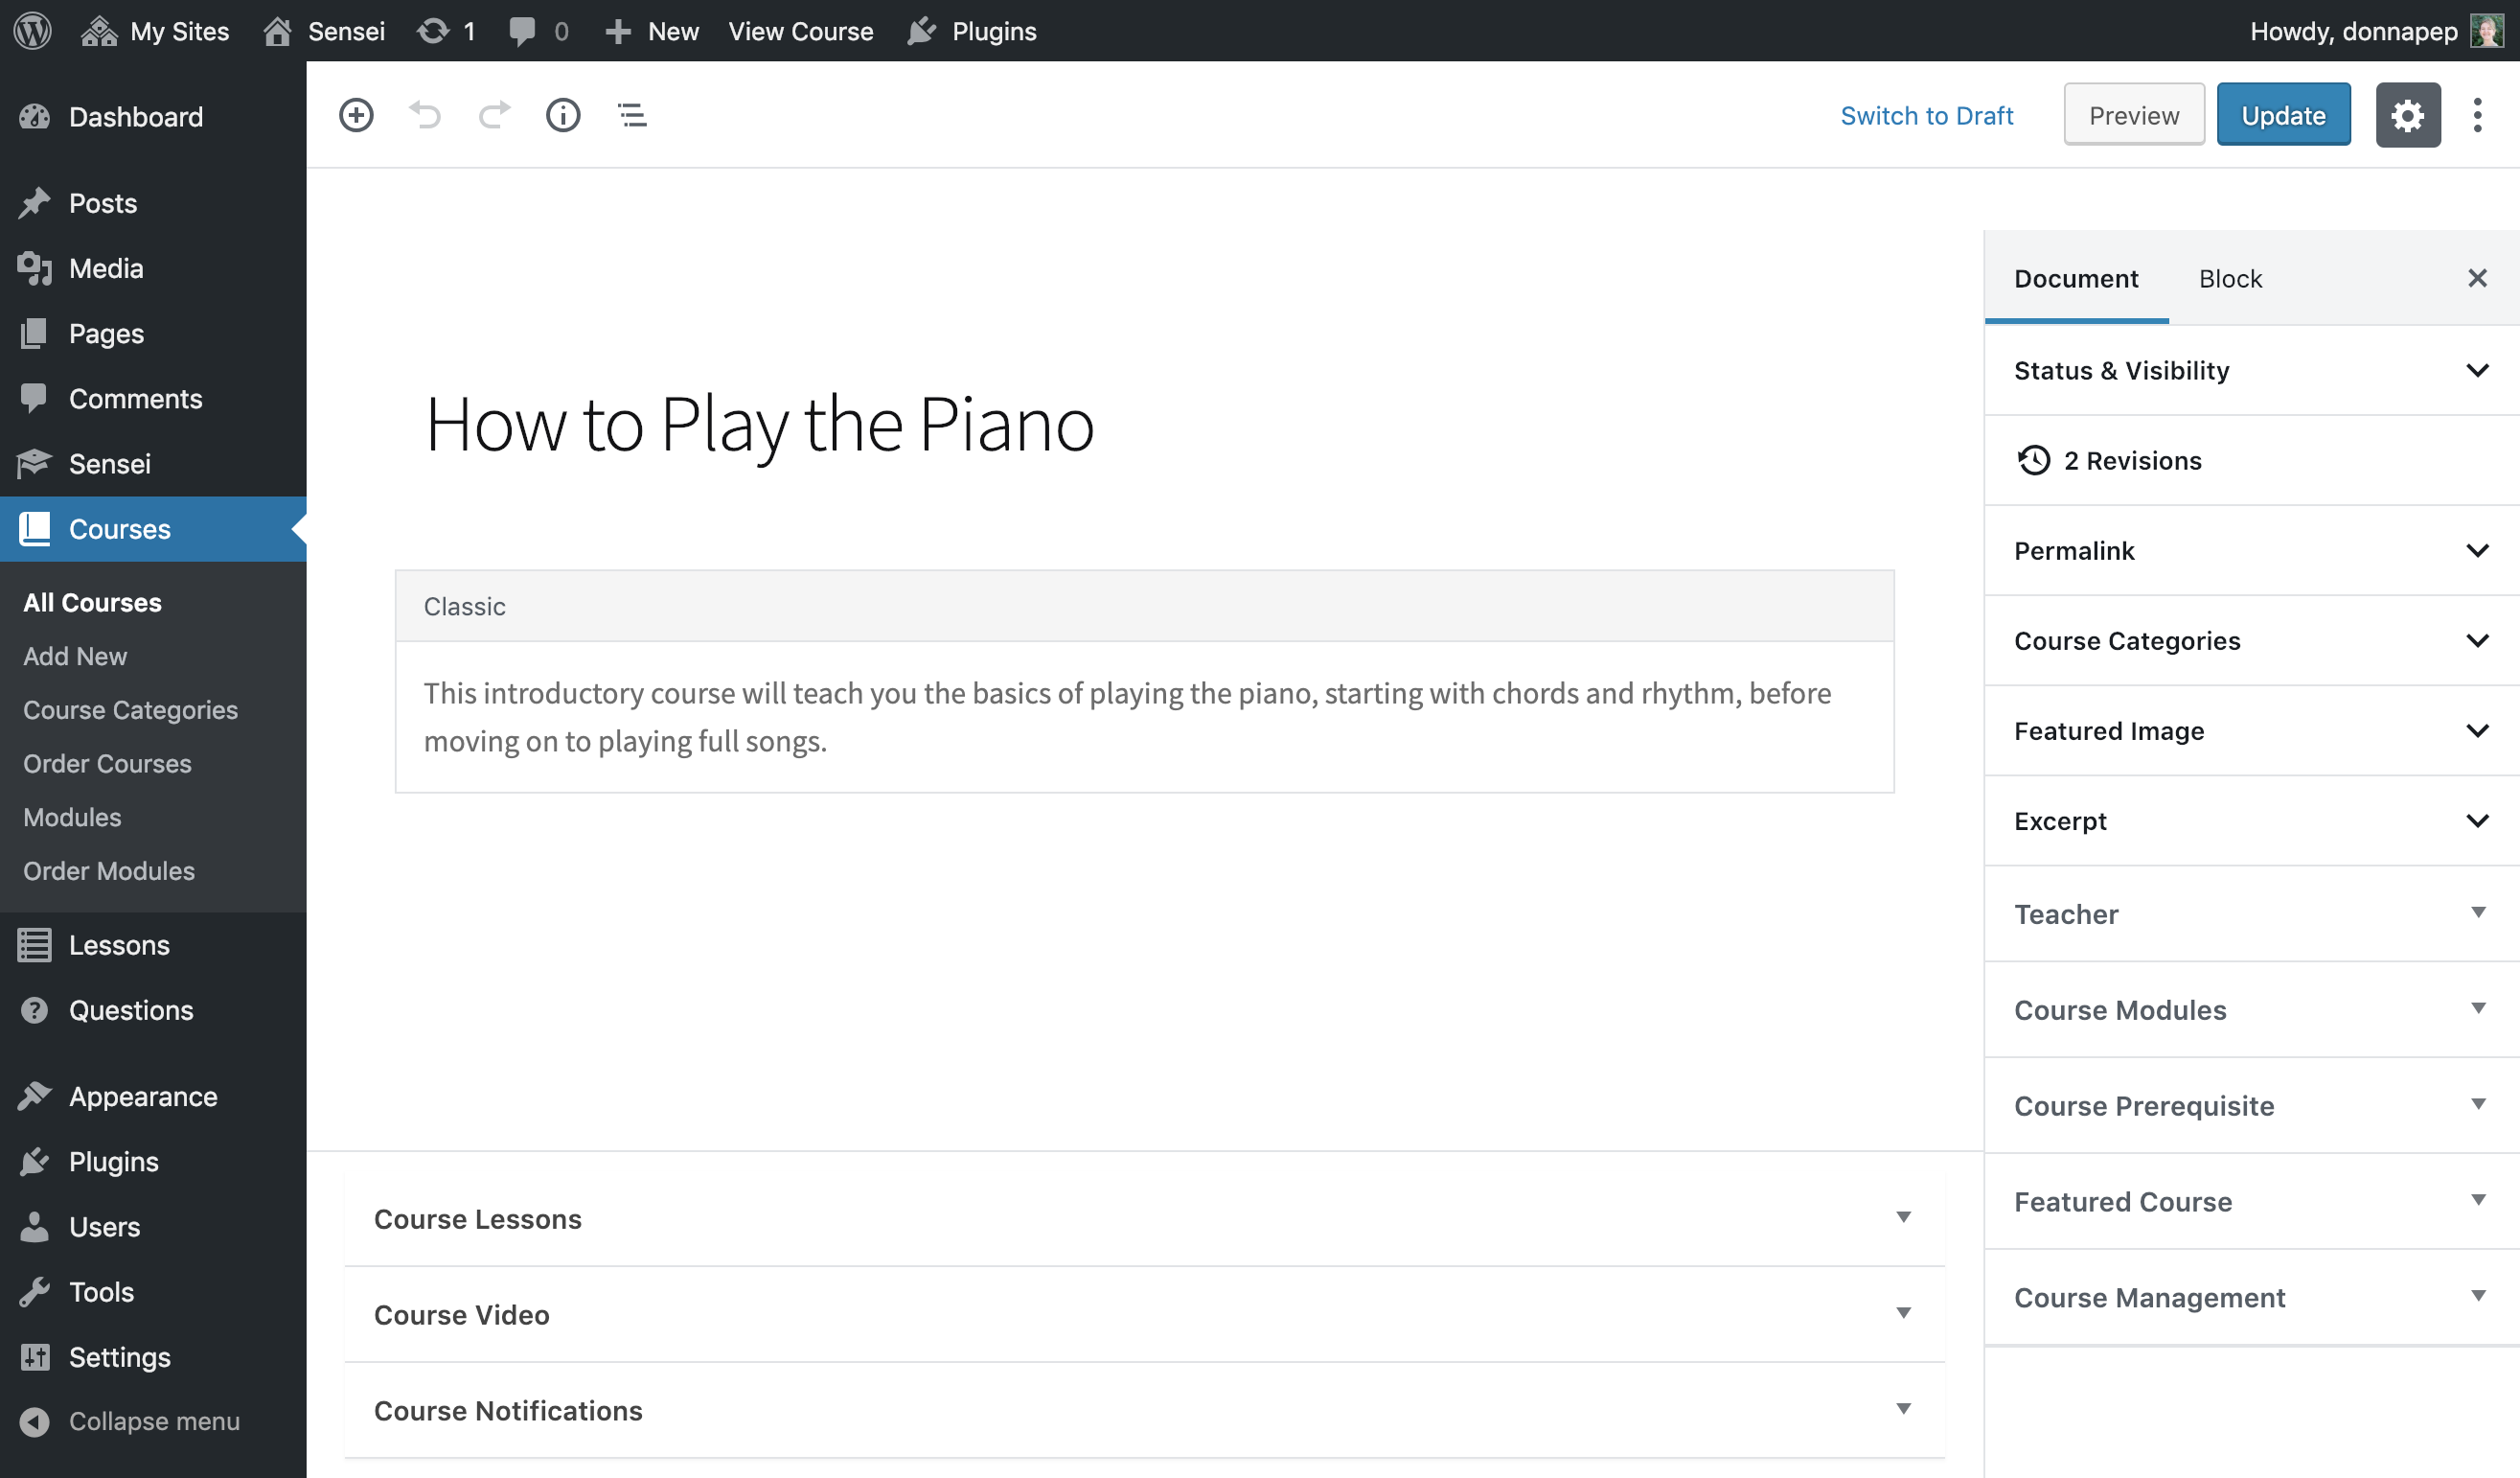 My Sites Sensei 1 0 New View Course Plugins Howdy, donnapep
Dashboard
Posts
Media
Pages
Comments
Sensei
Courses
All Courses
Add New
Course Categories
Order Courses
Modules
Order Modules
Lessons
Questions
Appearance
Plugins
Users
Tools
Settings
Collapse menu
Switch to Draft Preview Update
How to Play the Piano
Classic
This introductory course will teach you the basics of playing the piano, starting with chords and rhythm, before
moving on to playing full songs.
Course Lessons
Course Video
Course Notifications
Document Block
Status & Visibility
2 Revisions
Permalink
Course Categories
Featured Image
Excerpt
Teacher
Course Modules
Course Prerequisite
Featured Course
Course Management